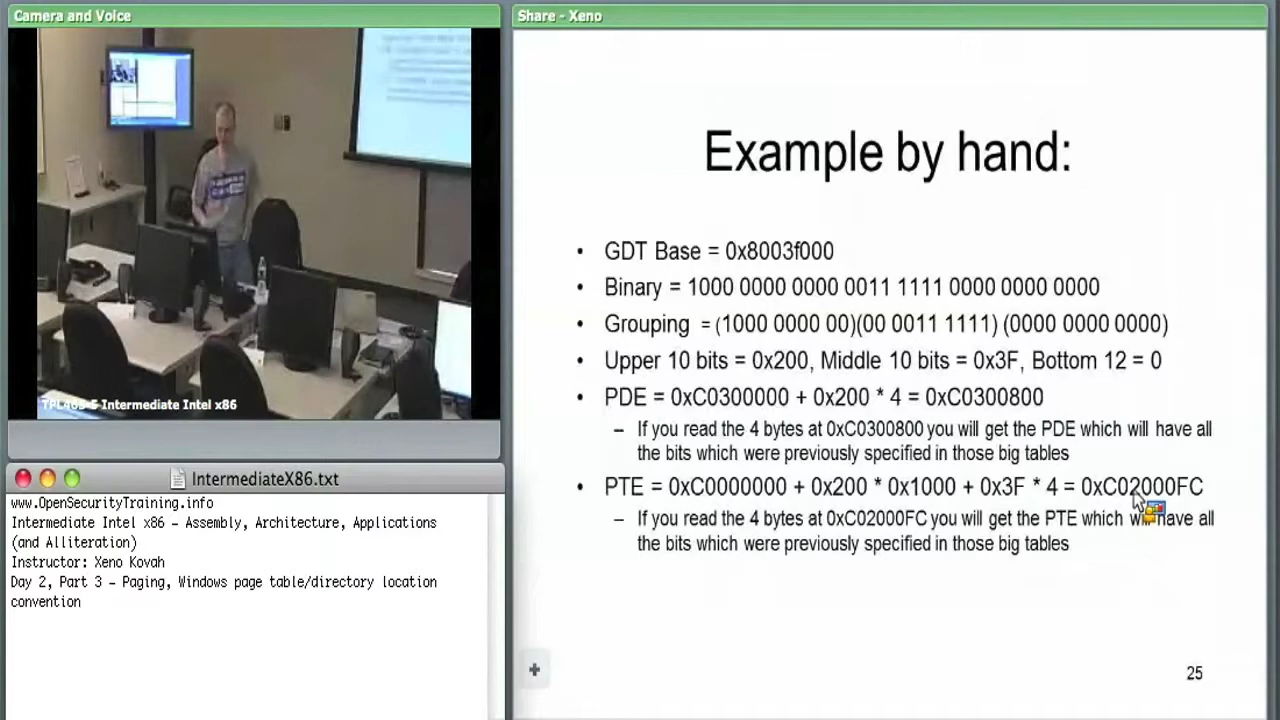 Camera and Voice
TPL465-5 Intermediate Intel x86
IntermediateX86.txt
www.OpenSecurityTraining.info
Intermediate Intel x86 – Assembly, Architecture, Applications
(and Alliteration)
Instructor: Xeno Kovah
Day 2, Part 3 – Paging, Windows page table/directory location
convention
Share - Xeno
Example by hand:
• GDT Base = 0x8003f000
• Binary = 1000 0000 0000 0011 1111 0000 0000 0000
• Grouping = (1000 0000 00)(00 0011 1111) (0000 0000 0000)
• Upper 10 bits = 0x200, Middle 10 bits = 0x3F, Bottom 12 = 0
• PDE = 0xC0300000 + 0x200 * 4 = 0xC0300800
– If you read the 4 bytes at 0xC0300800 you will get the PDE which will have all
the bits which were previously specified in those big tables
• PTE = 0xC0000000 + 0x200 * 0x1000 + 0x3F * 4 = 0xC02000FC
– If you read the 4 bytes at 0xC02000FC you will get the PTE which will have all
the bits which were previously specified in those big tables
25